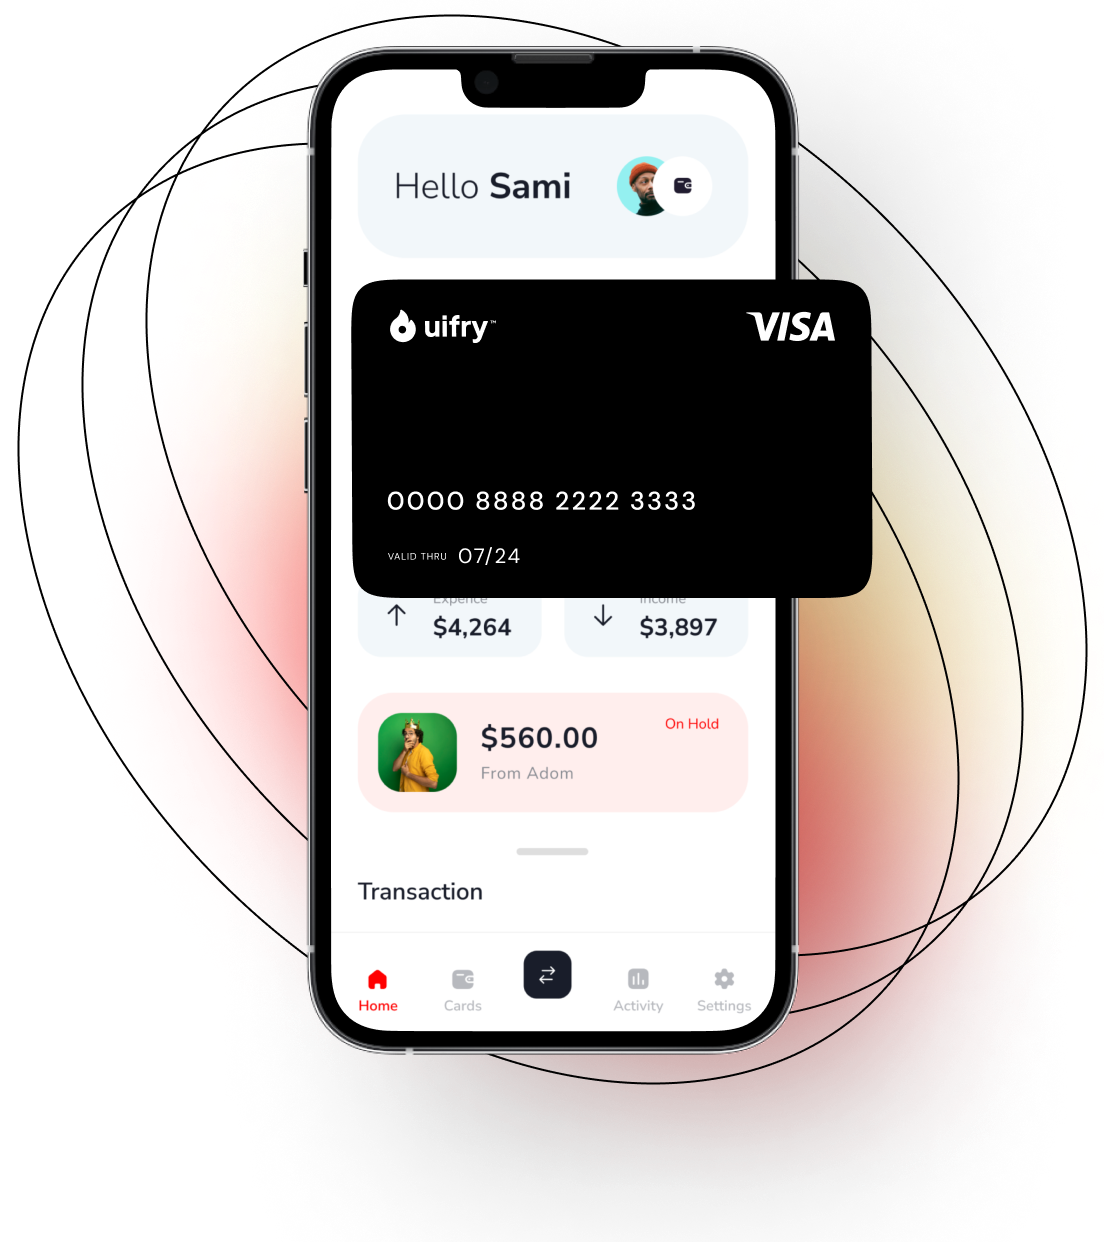 Hello Sami
uifry™
VISA
0000 8888 2222 3333
VALID THRU 07/24
Expence
Income
$4,264
$3,897
On Hold
$560.00
From Adom
Transaction
Home
Cards
Activity
Settings